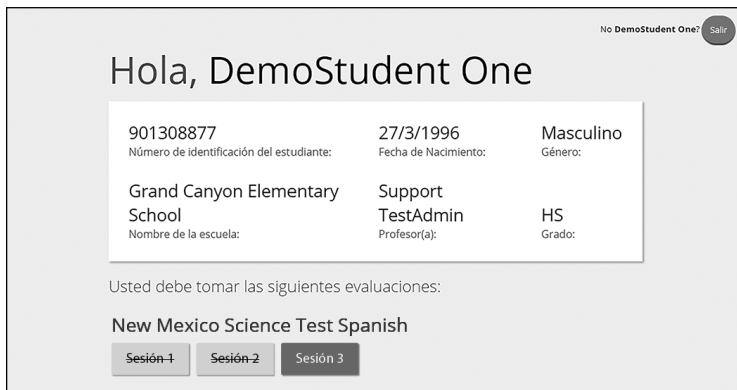 No DemoStudent One? Salir
Hola, DemoStudent One
901308877 27/3/1996 Masculino
Número de identificación del estudiante: Fecha de Nacimiento: Género:
Grand Canyon Elementary Support
School TestAdmin HS
Nombre de la escuela: Profesor(a): Grado:
Usted debe tomar las siguientes evaluaciones:
New Mexico Science Test Spanish
Sesión 1 Sesión 2 Sesión 3